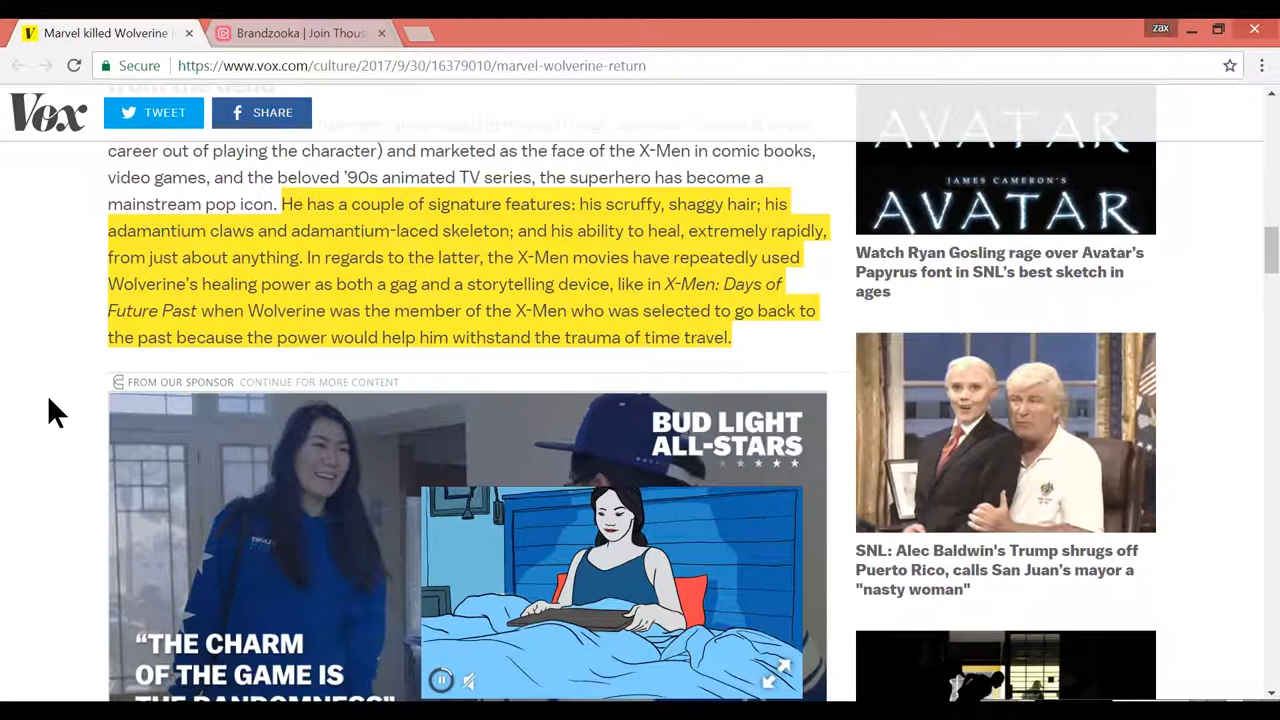 Marvel killed Wolverine
Brandzooka | Join Thous
zax
Secure
https://www.vox.com/culture/2017/9/30/16379010/marvel-wolverine-return
from the dead
Vox
TWEET
SHARE
career out of playing the character) and marketed as the face of the X-Men in comic books,
video games, and the beloved ’90s animated TV series, the superhero has become a
mainstream pop icon. He has a couple of signature features: his scruffy, shaggy hair; his
adamantium claws and adamantium-laced skeleton; and his ability to heal, extremely rapidly,
from just about anything. In regards to the latter, the X-Men movies have repeatedly used
Wolverine’s healing power as both a gag and a storytelling device, like in X-Men: Days of
Future Past when Wolverine was the member of the X-Men who was selected to go back to
the past because the power would help him withstand the trauma of time travel.
FROM OUR SPONSOR CONTINUE FOR MORE CONTENT
BUD LIGHT
ALL-STARS
“THE CHARM
OF THE GAME IS
THE RANDOMNESS”
AVATAR
JAMES CAMERON'S
AVATAR
Watch Ryan Gosling rage over Avatar’s
Papyrus font in SNL’s best sketch in
ages
SNL: Alec Baldwin's Trump shrugs off
Puerto Rico, calls San Juan’s mayor a
"nasty woman"